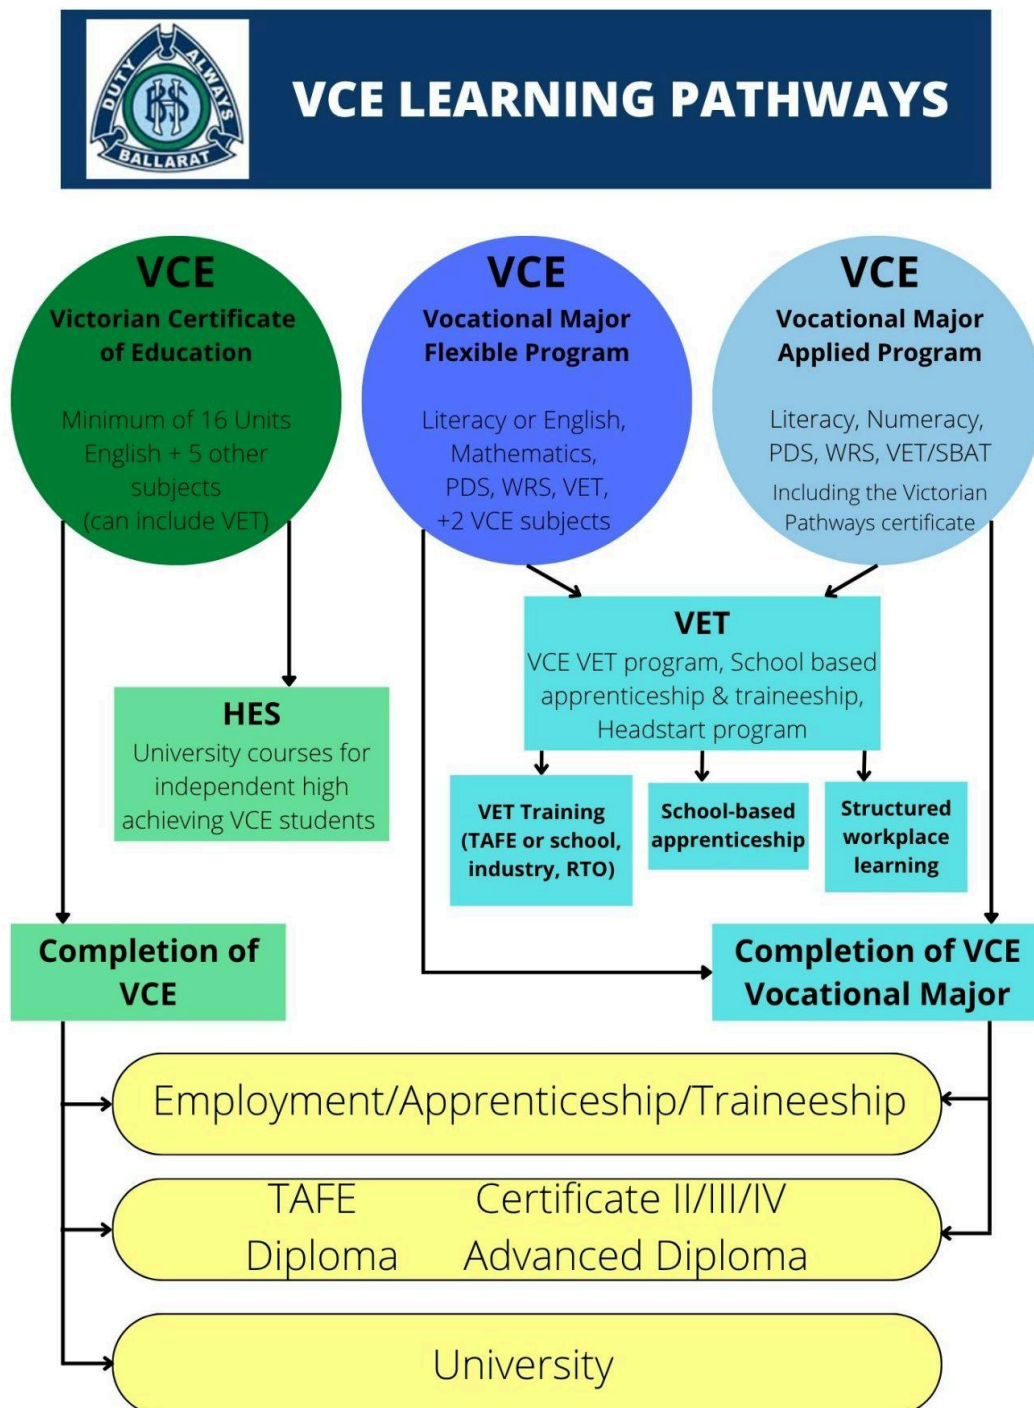 DUTY ALWAYS
BHS
BALLARAT
VCE LEARNING PATHWAYS
VCE
Victorian Certificate
of Education
Minimum of 16 Units
English + 5 other
subjects
(can include VET)
VCE
Vocational Major
Flexible Program
Literacy or English,
Mathematics,
PDS, WRS, VET,
+2 VCE subjects
VCE
Vocational Major
Applied Program
Literacy, Numeracy,
PDS, WRS, VET/SBAT
Including the Victorian
Pathways certificate
VET
VCE VET program, School based
apprenticeship & traineeship,
Headstart program
HES
University courses for
independent high
achieving VCE students
VET Training
(TAFE or school,
industry, RTO)
School-based
apprenticeship
Structured
workplace
learning
Completion of
VCE
Completion of VCE
Vocational Major
Employment/Apprenticeship/Traineeship
TAFE Certificate II/III/IV
Diploma Advanced Diploma
University